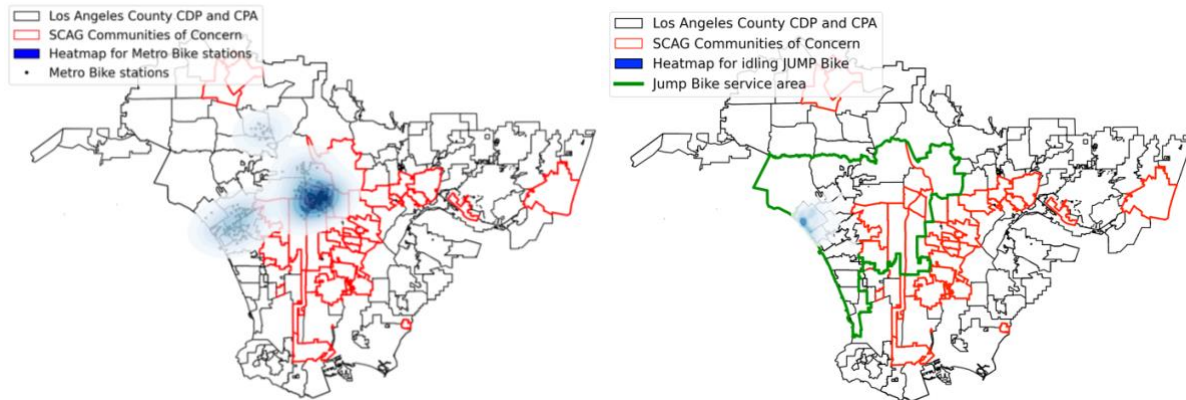 Los Angeles County CDP and CPA
SCAG Communities of Concern
Heatmap for Metro Bike stations
Metro Bike stations
Los Angeles County CDP and CPA
SCAG Communities of Concern
Heatmap for idling JUMP Bike
Jump Bike service area